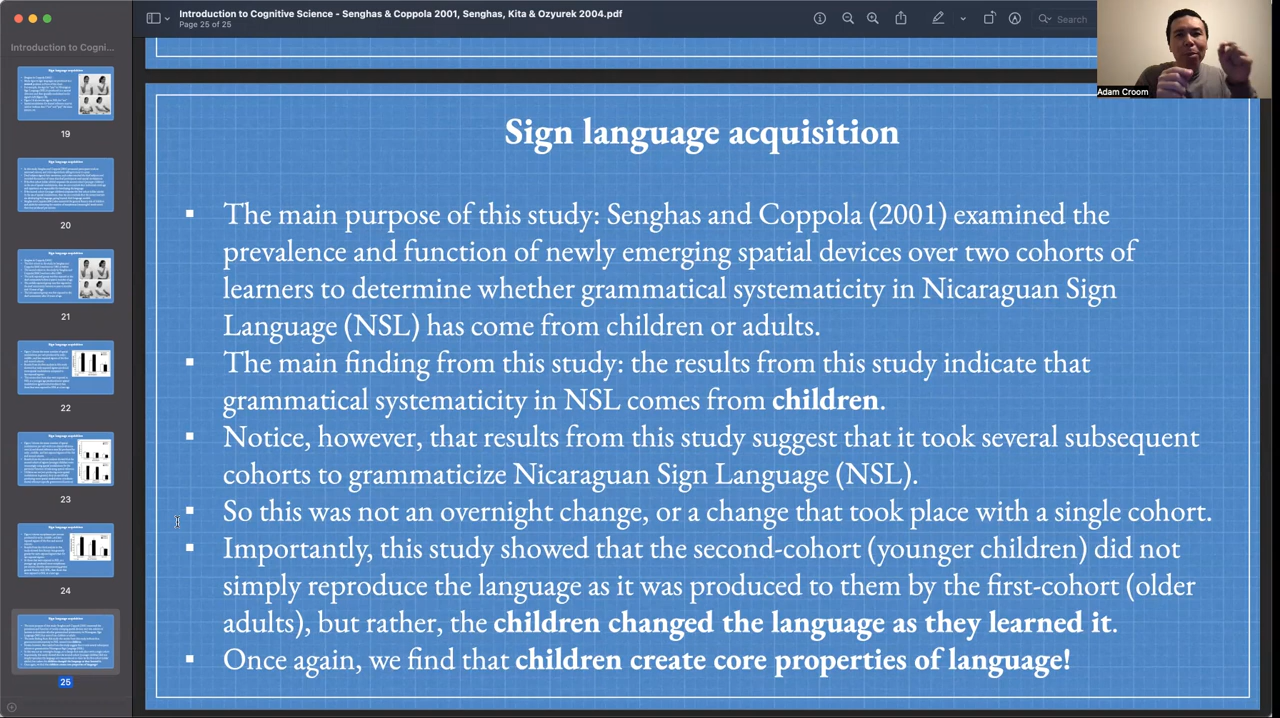 Introduction to Cognitive Science - Senghas & Coppola 2001, Senghas, Kita & Ozyurek 2004.pdf
Page 25 of 25
Search
Introduction to Cogni...
Adam Croom
19
20
21
22
23
24
25
Sign language acquisition
The main purpose of this study: Senghas and Coppola (2001) examined the
prevalence and function of newly emerging spatial devices over two cohorts of
learners to determine whether grammatical systematicity in Nicaraguan Sign
Language (NSL) has come from children or adults.
The main finding from this study: the results from this study indicate that
grammatical systematicity in NSL comes from children.
Notice, however, that results from this study suggest that it took several subsequent
cohorts to grammaticize Nicaraguan Sign Language (NSL).
So this was not an overnight change, or a change that took place with a single cohort.
Importantly, this study showed that the second-cohort (younger children) did not
simply reproduce the language as it was produced to them by the first-cohort (older
adults), but rather, the children changed the language as they learned it.
Once again, we find that children create core properties of language!